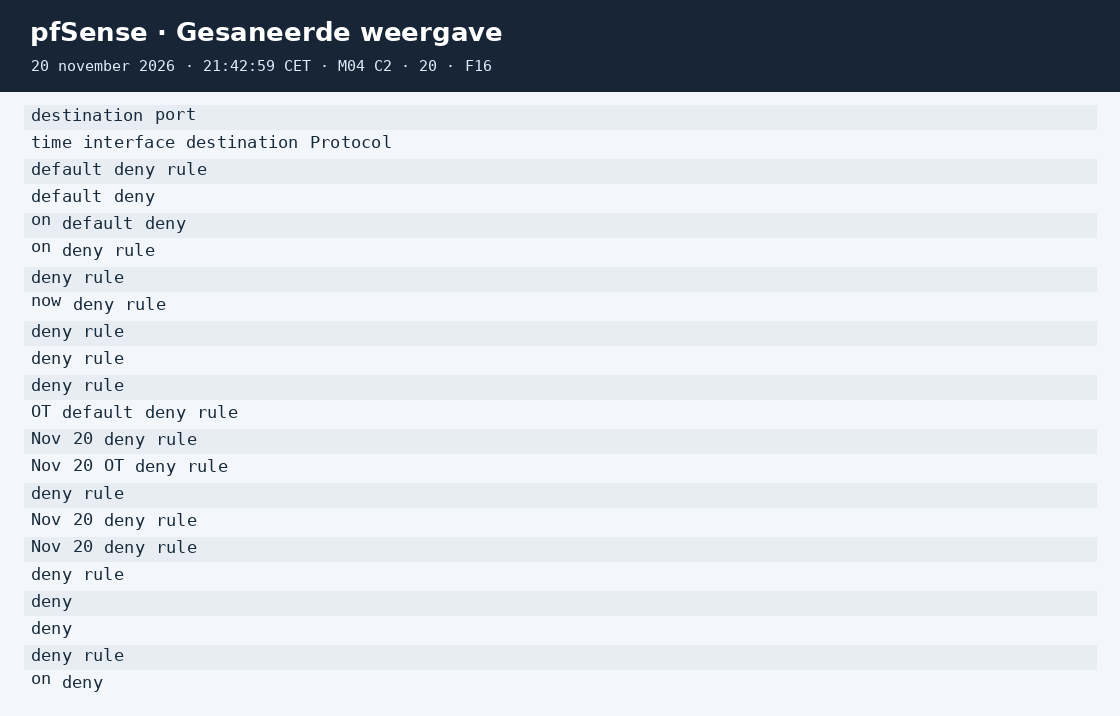 pfSense · Gesaneerde weergave
20 november 2026 · 21:42:59 CET · M04 C2 · 20 · F16
destination port
time interface destination Protocol
default deny rule
default deny
on default deny
on deny rule
deny rule
now deny rule
deny rule
deny rule
deny rule
OT default deny rule
Nov 20 deny rule
Nov 20 OT deny rule
deny rule
Nov 20 deny rule
Nov 20 deny rule
deny rule
deny
deny
deny rule
on deny